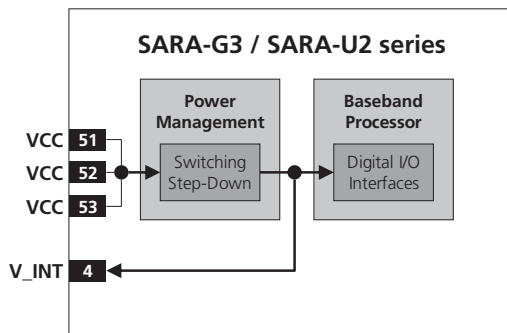 SARA-G3 / SARA-U2 series
Power
Management
Baseband
Processor
Switching
Step-Down
Digital I/O
Interfaces
VCC 51
VCC 52
VCC 53
V_INT 4